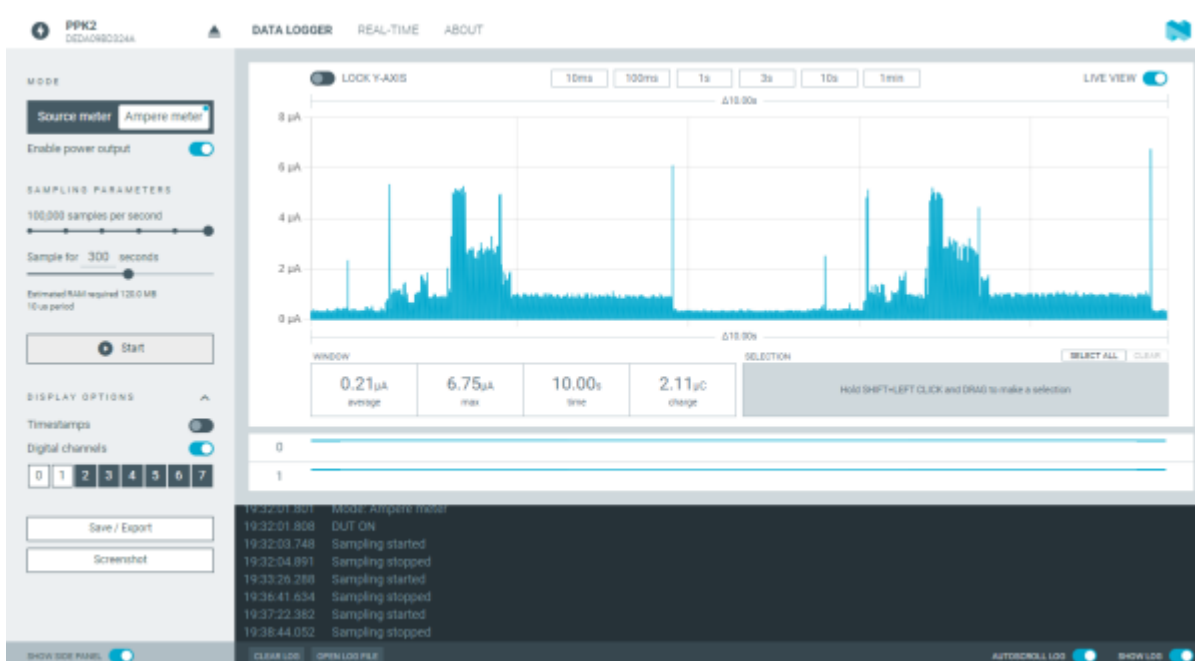 PPK2
DATA LOGGER REAL-TIME ABOUT
MODE
Source meter Ampere meter
Enable power output
SAMPLING PARAMETERS
100,000 samples per second
Sample for 300 seconds
Estimated RAM required 120.0 MB
10 us period
Start
DISPLAY OPTIONS
Timestamps
Digital channels
0 1 2 3 4 5 6 7
Save / Export
Screenshot
SHOW SIDE PANEL
LOCK Y-AXIS 10ms 100ms 1s 3s 10s 1min LIVE VIEW
Δ10.00s
8 μA
6 μA
4 μA
2 μA
0 μA
Δ10.00s
WINDOW SELECTION SELECT ALL CLEAR
0.21μA 6.75μA 10.00s 2.11μC
average max time charge
Hold SHIFT+LEFT CLICK and DRAG to make a selection
0
1
19:32:01.801 Mode: Ampere meter
19:32:01.808 DUT ON
19:32:03.748 Sampling started
19:32:04.891 Sampling stopped
19:33:26.288 Sampling started
19:36:41.634 Sampling stopped
19:37:22.382 Sampling started
19:38:44.052 Sampling stopped
CLEAR LOG OPEN LOG FILE AUTOSCROLL LOG SHOW LOG